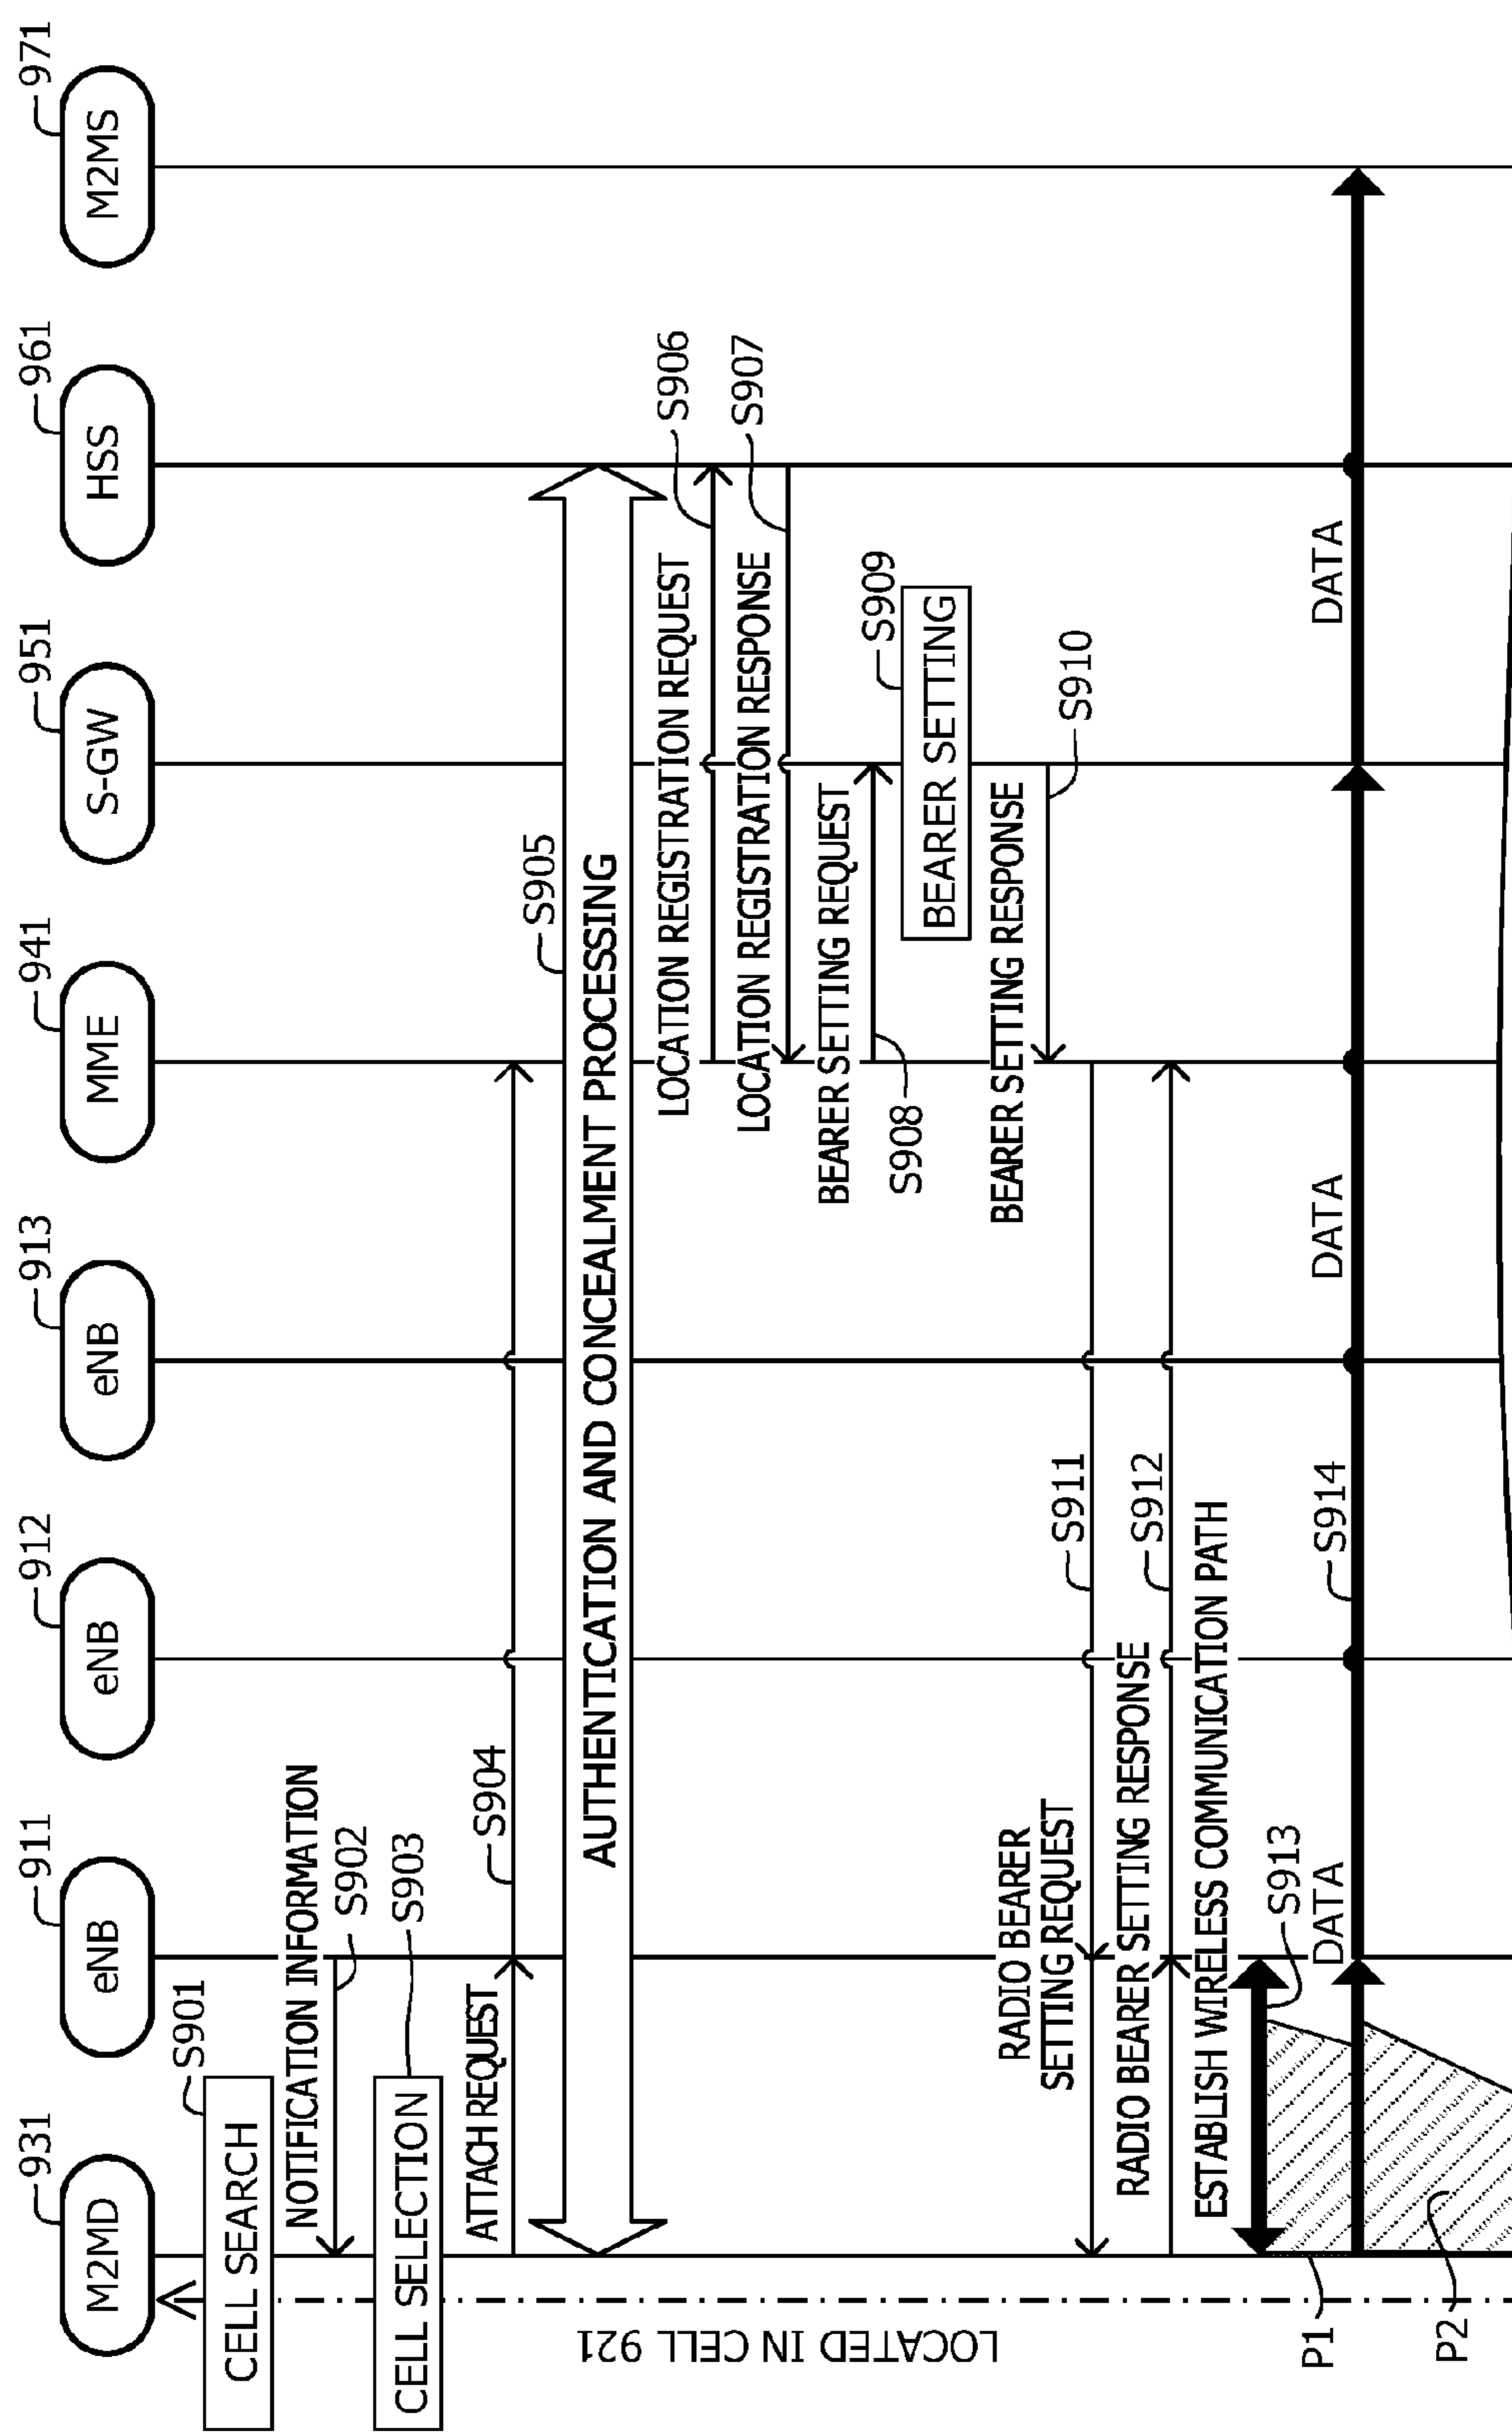 931
911
912
913
941
951
961
971
M2MD
eNB
eNB
eNB
MME
S-GW
HSS
M2MS
S901
CELL SEARCH
NOTIFICATION INFORMATION
S902
S903
CELL SELECTION
ATTACH REQUEST
S904
S905
AUTHENTICATION AND CONCEALMENT PROCESSING
LOCATION REGISTRATION REQUEST
S906
LOCATION REGISTRATION RESPONSE
S907
BEARER SETTING REQUEST
S908
S909
BEARER SETTING
BEARER SETTING RESPONSE
S910
RADIO BEARER
SETTING REQUEST
S911
RADIO BEARER SETTING RESPONSE
S912
ESTABLISH WIRELESS COMMUNICATION PATH
S913
DATA
S914
DATA
DATA
LOCATED IN CELL 921
P1
P2